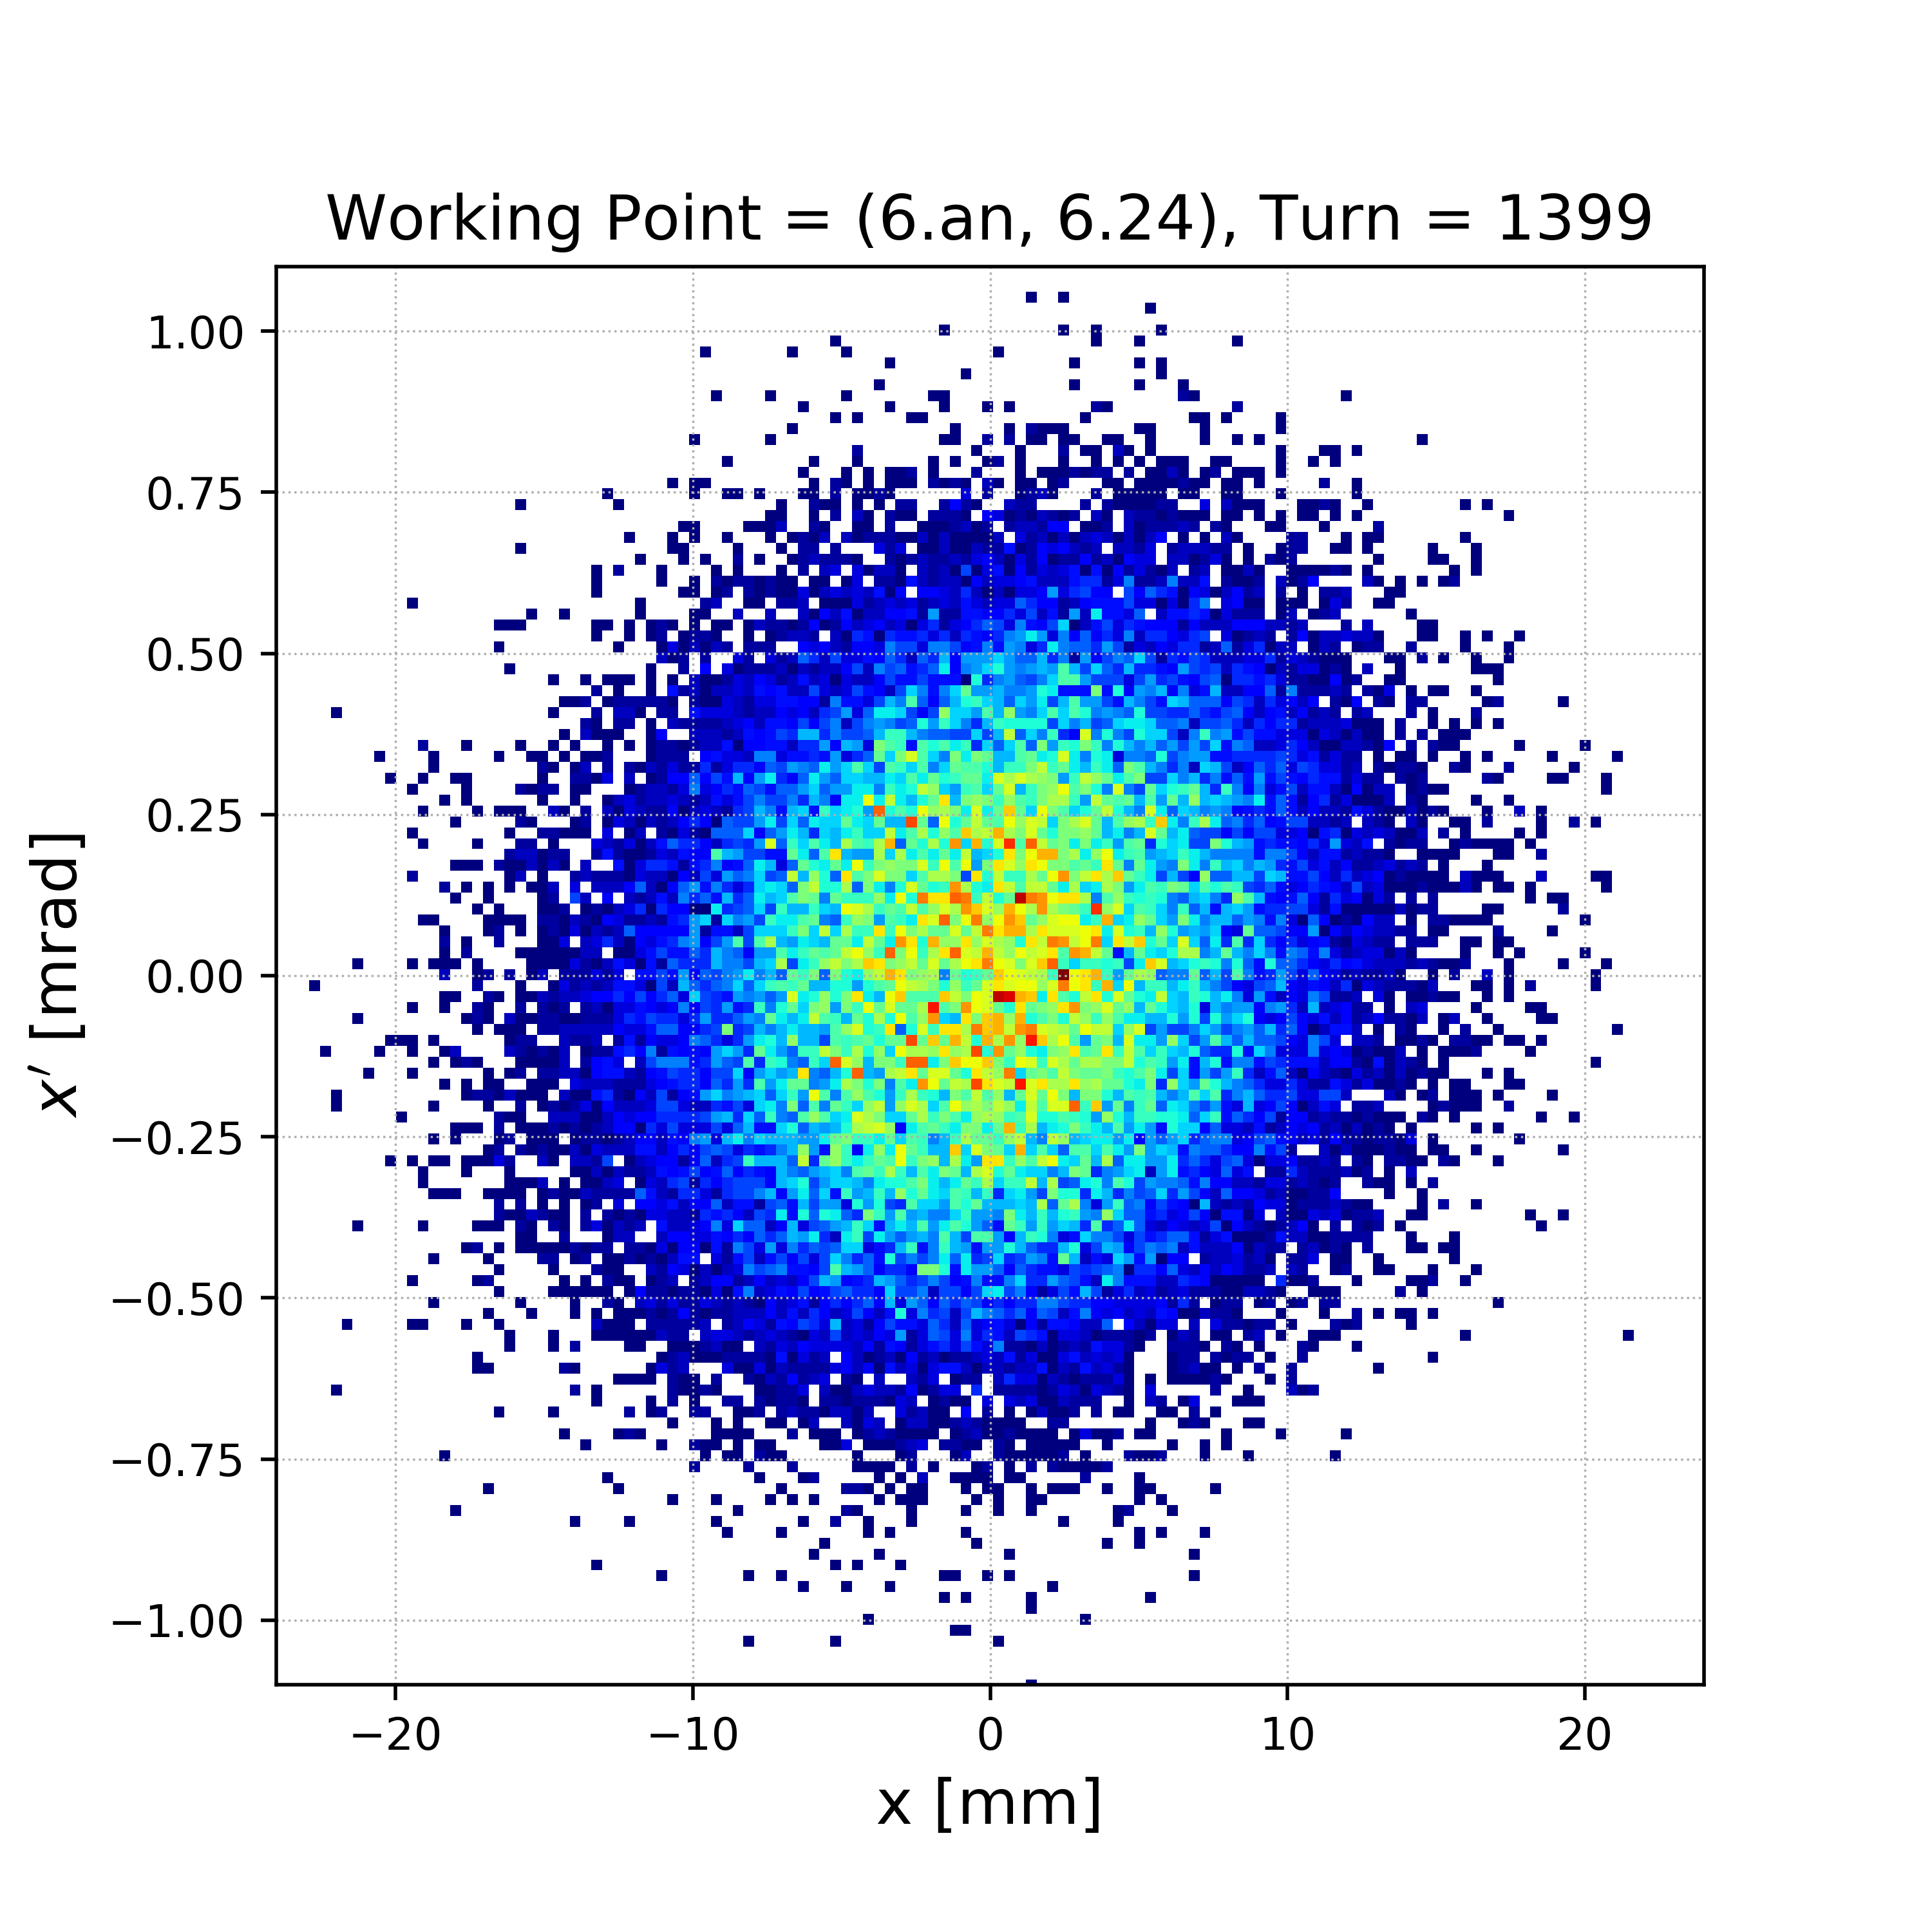 Working Point = (6.an, 6.24), Turn = 1399
1.00
0.75
0.50
0.25
0.00
−0.25
−0.50
−0.75
−1.00
x′ [mrad]
−20 −10 0 10 20
x [mm]